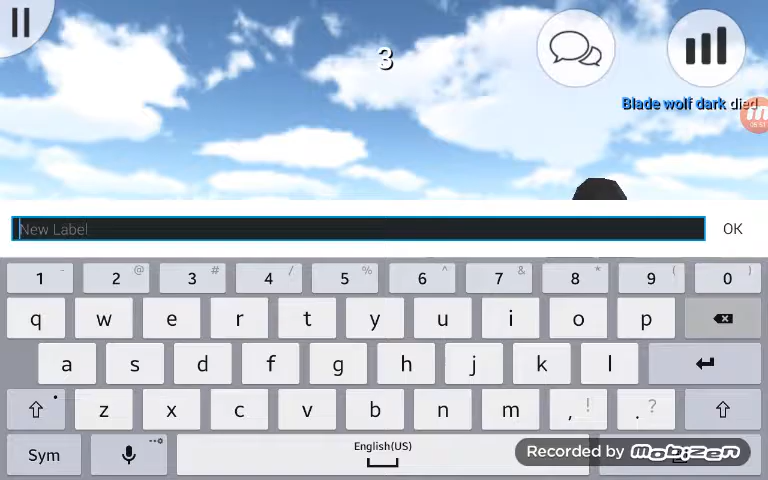 3
Blade wolf dark died
New Label
OK
1 - 2 @ 3 # 4 / 5 % 6 ^ 7 & 8 * 9 ( 0 )
q w e r t y u i o p
a s d f g h j k l
z x c v b n m , ! . ?
Sym English(US) Recorded by mobizen